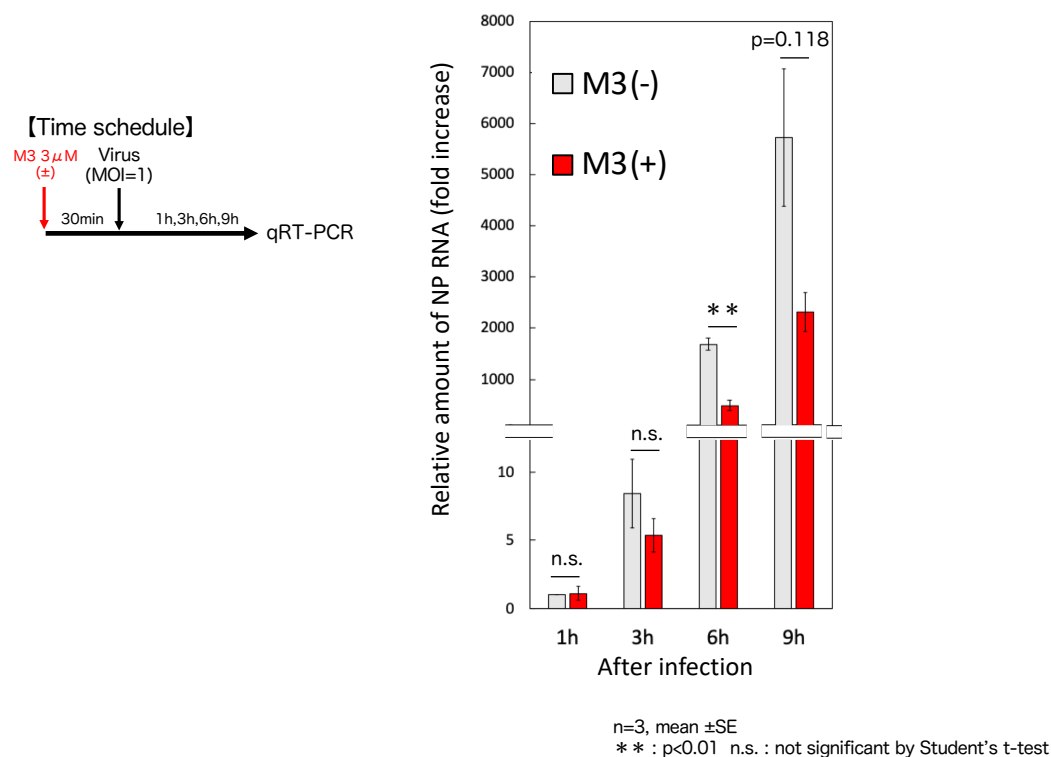 【Time schedule】
M3 3μM
(±)
Virus
(MOI=1)
30min
1h,3h,6h,9h
qRT-PCR
Relative amount of NP RNA (fold increase)
8000
7000
6000
5000
4000
3000
2000
1000
10
5
0
M3(-)
M3(+)
n.s.
n.s.
**
p=0.118
1h 3h 6h 9h
After infection
n=3, mean ±SE
** : p<0.01 n.s. : not significant by Student's t-test